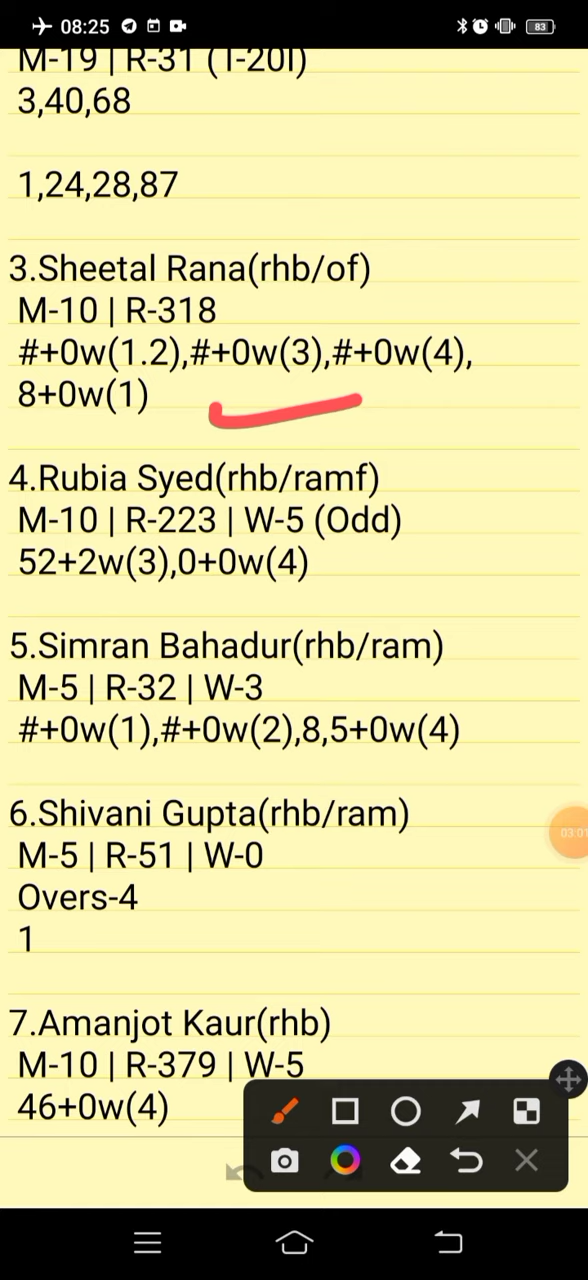 08:25
83
M-19 | R-31 (T-20I)
3,40,68
1,24,28,87
3.Sheetal Rana(rhb/of)
M-10 | R-318
#+0w(1.2),#+0w(3),#+0w(4),
8+0w(1)
4.Rubia Syed(rhb/ramf)
M-10 | R-223 | W-5 (Odd)
52+2w(3),0+0w(4)
5.Simran Bahadur(rhb/ram)
M-5 | R-32 | W-3
#+0w(1),#+0w(2),8,5+0w(4)
6.Shivani Gupta(rhb/ram)
M-5 | R-51 | W-0
03:01
Overs-4
1
7.Amanjot Kaur(rhb)
M-10 | R-379 | W-5
46+0w(4)